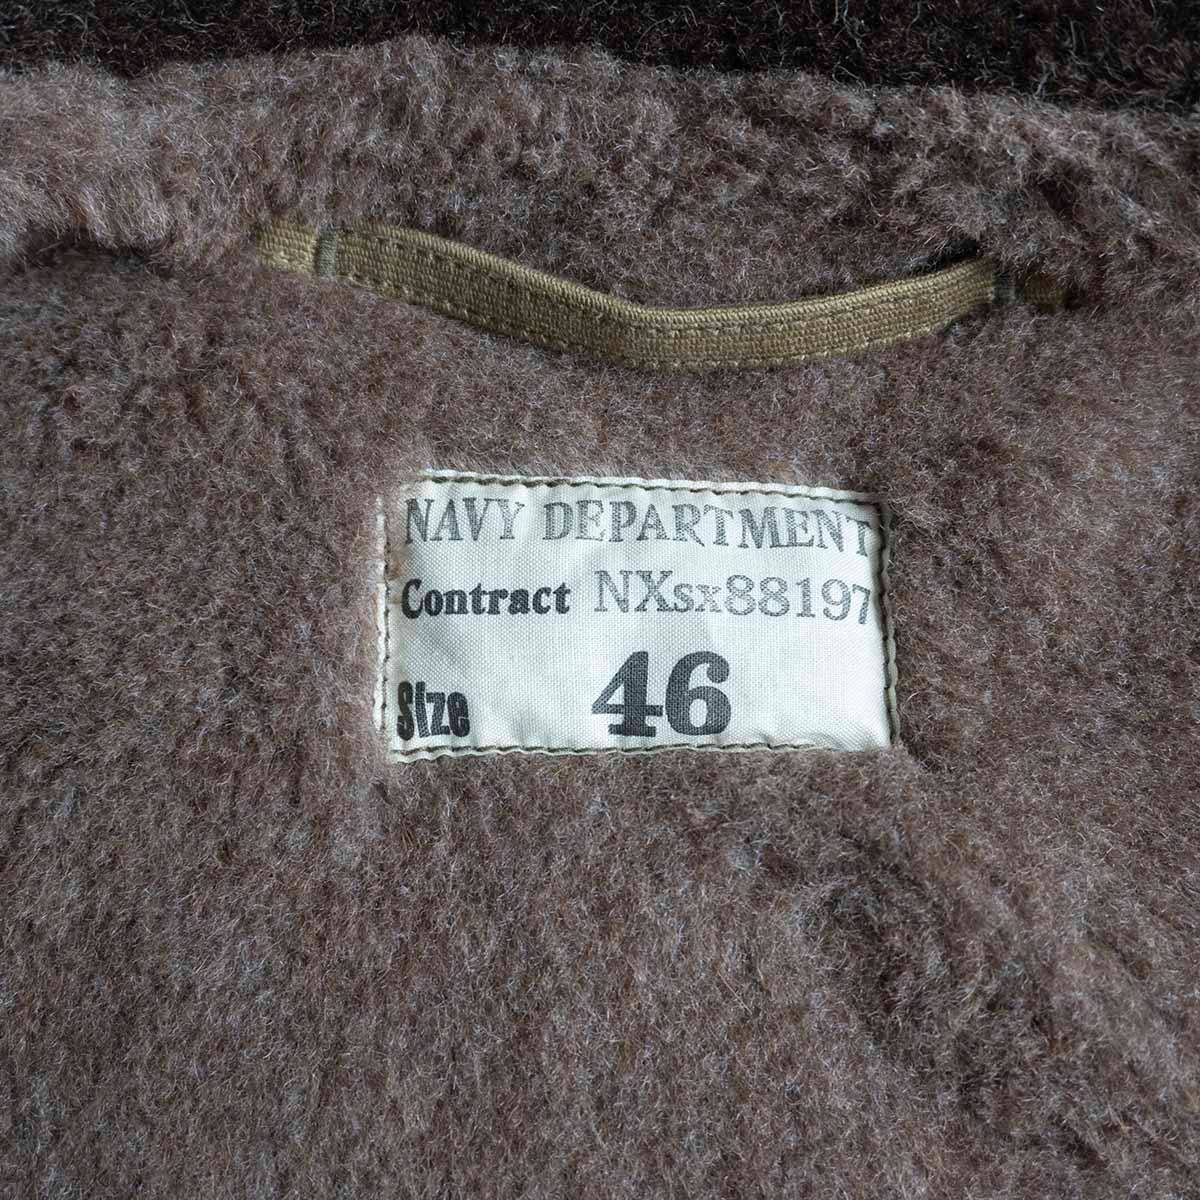 NAVY DEPARTMENT
Contract NXsx88197
Size 46